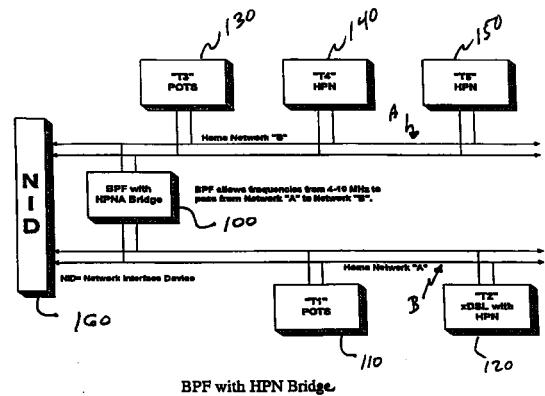 130
140
150
"T3"
POTS
"T4"
HPN
"T5"
HPN
A
Home Network "B"
NID
BPF with
HPNA Bridge
BPF allows frequencies from 4-10 MHz to
pass from Network "A" to Network "B".
100
NID= Network Interface Device
Home Network "A"
B
160
"T1"
POTS
"T2"
xDSL with
HPN
110
120
BPF with HPN Bridge